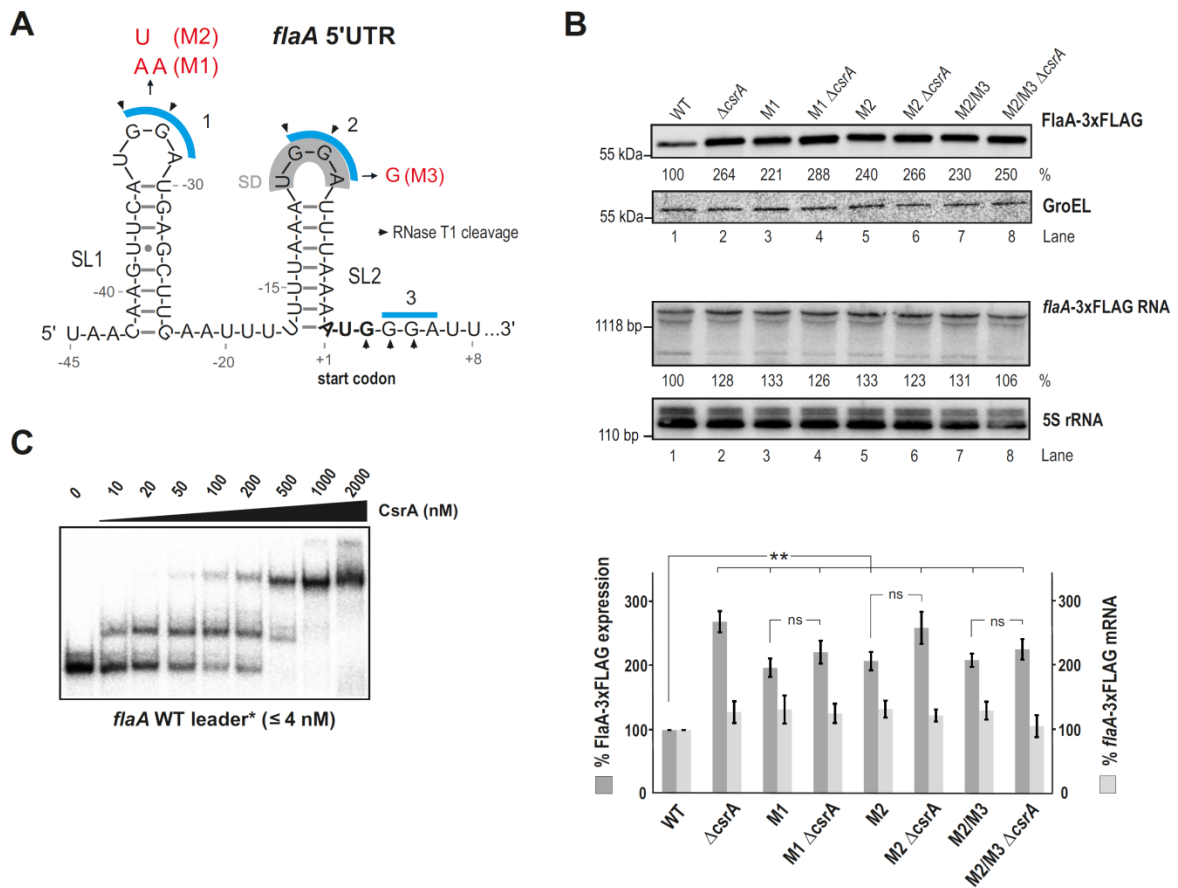 A
U (M2)
AA (M1)
flaA 5'UTR
1
2
SD
G (M3)
-30
RNase T1 cleavage
SL1
SL2
-40
-15
3
5' U-A-A-C G-A-A-U-U-U-U A-U-G-G-G-A-U-U...3'
-45
-20
+1
+8
start codon
B
WT
ΔcsrA
M1
M1 ΔcsrA
M2
M2 ΔcsrA
M2/M3
M2/M3 ΔcsrA
FlaA-3xFLAG
55 kDa
100 264 221 288 240 266 230 250 %
GroEL
55 kDa
1 2 3 4 5 6 7 8 Lane
flaA-3xFLAG RNA
1118 bp
100 128 133 126 133 123 131 106 %
5S rRNA
110 bp
1 2 3 4 5 6 7 8 Lane
**
ns
ns
ns
300
200
100
0
300
200
100
0
% FlaA-3xFLAG expression
% flaA-3xFLAG mRNA
WT
ΔcsrA
M1
M1 ΔcsrA
M2
M2 ΔcsrA
M2/M3
M2/M3 ΔcsrA
C
0 10 20 50 100 200 500 1000 2000
CsrA (nM)
flaA WT leader* (≤ 4 nM)